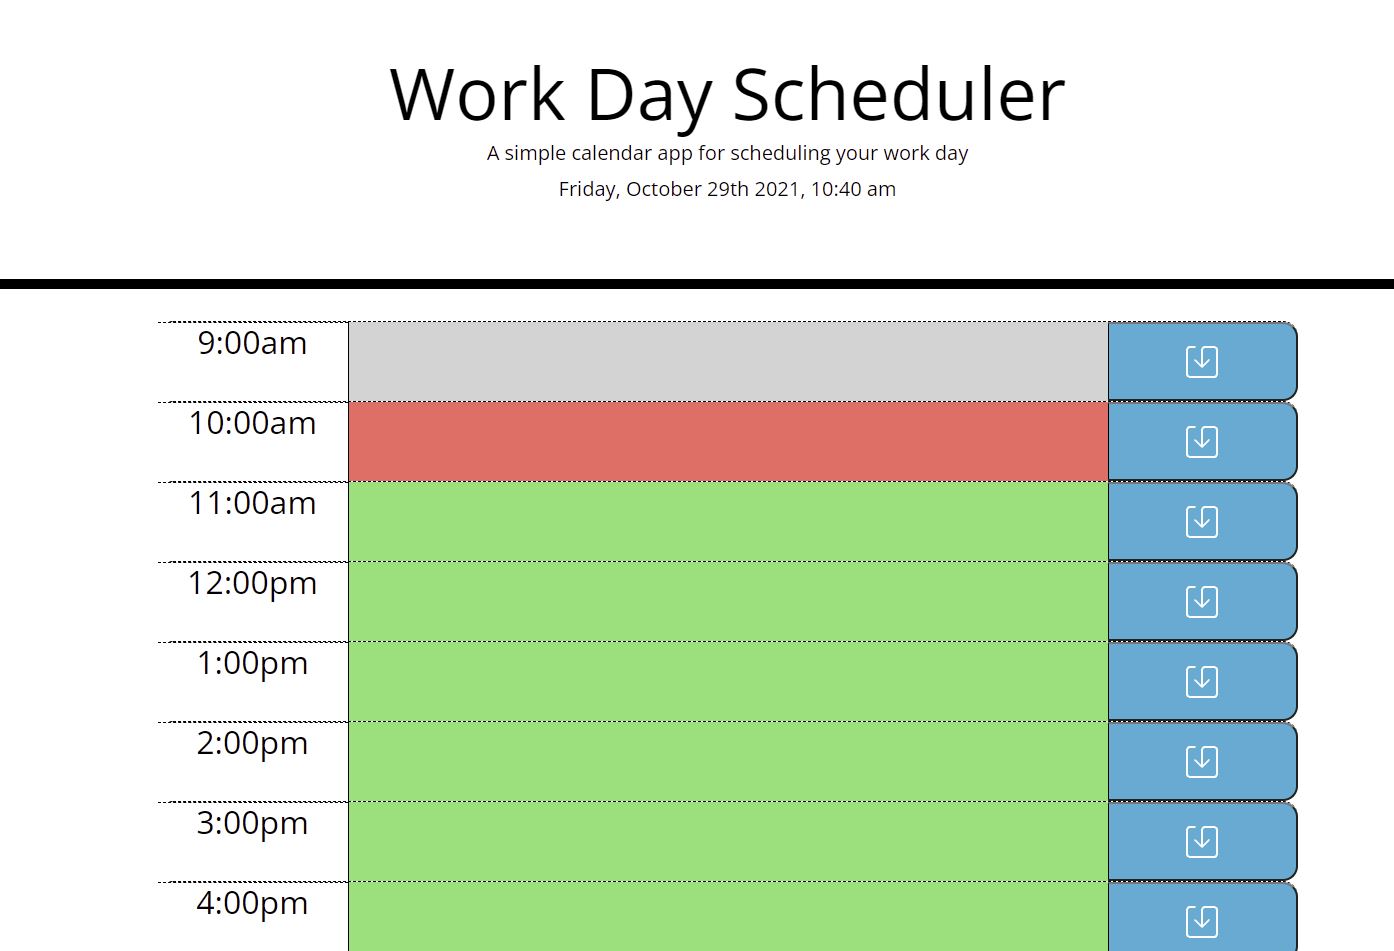 Work Day Scheduler
A simple calendar app for scheduling your work day
Friday, October 29th 2021, 10:40 am
9:00am
10:00am
11:00am
12:00pm
1:00pm
2:00pm
3:00pm
4:00pm